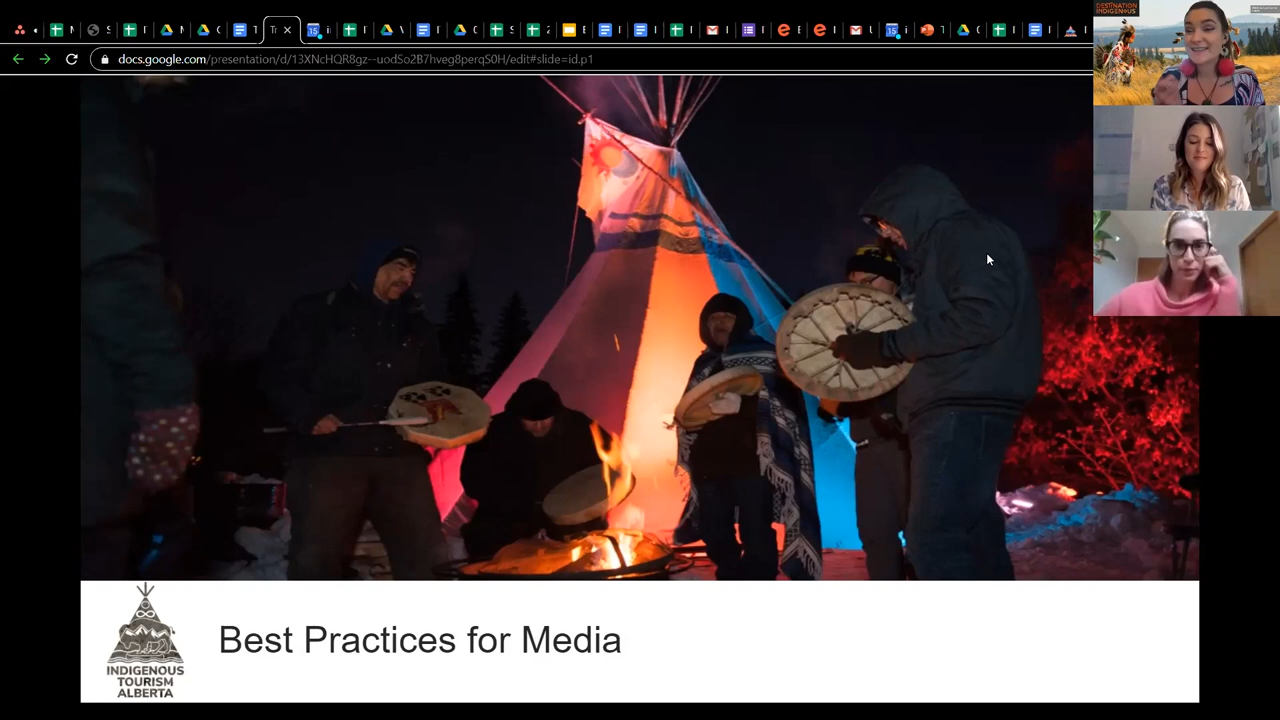 docs.google.com/presentation/d/13XNcHQR8gz--uodSo2B7hveg8perqS0H/edit#slide=id.p1
DESTINATION
INDIGENOUS
Best Practices for Media
INDIGENOUS
TOURISM
ALBERTA